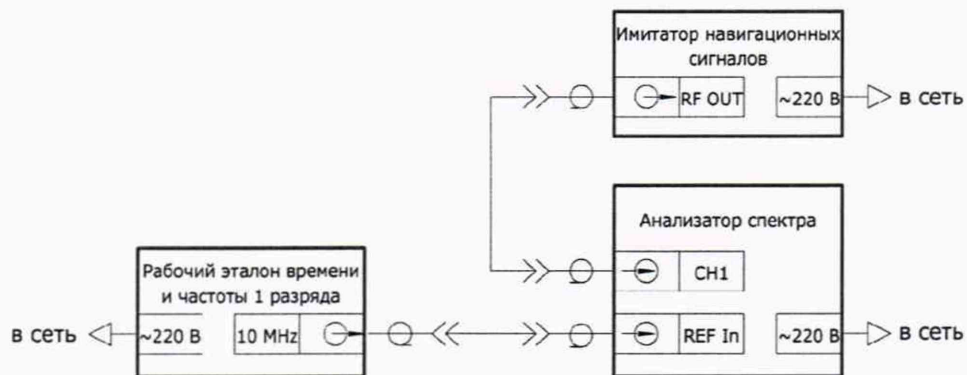 Имитатор навигационных
сигналов
RF OUT
~220 В
в сеть
Анализатор спектра
CH1
Рабочий эталон времени
и частоты 1 разряда
в сеть
~220 В
10 MHz
REF In
~220 В
в сеть